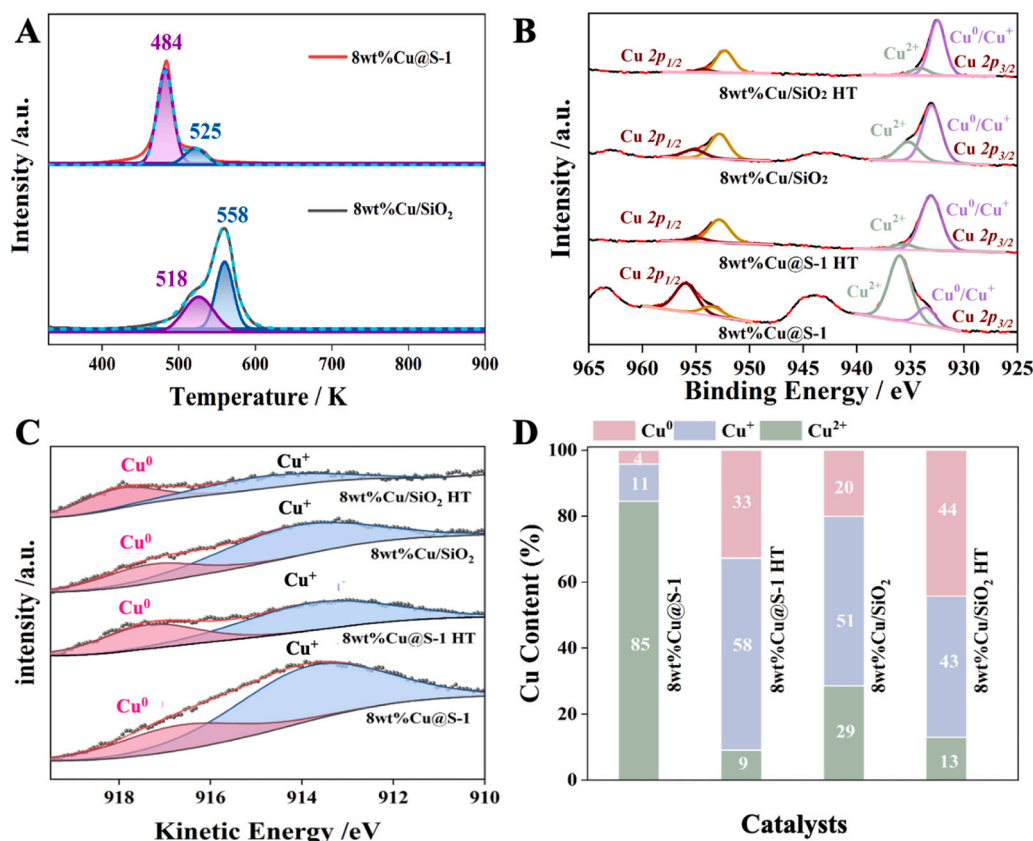 A
484
8wt%Cu@S-1
525
8wt%Cu/SiO2
558
518
Intensity /a.u.
400 500 600 700 800 900
Temperature / K
B
Cu 2p1/2
8wt%Cu/SiO2 HT
Cu2+
Cu0/Cu+
Cu 2p3/2
Cu 2p1/2
8wt%Cu/SiO2
Cu2+
Cu0/Cu+
Cu 2p3/2
Cu 2p1/2
8wt%Cu@S-1 HT
Cu2+
Cu0/Cu+
Cu 2p3/2
Cu 2p1/2
8wt%Cu@S-1
Cu2+
Cu0/Cu+
Cu 2p3/2
Intensity /a.u.
965 960 955 950 945 940 935 930 925
Binding Energy / eV
C
Cu0
Cu+
8wt%Cu/SiO2 HT
Cu0
Cu+
8wt%Cu/SiO2
Cu0
Cu+
8wt%Cu@S-1 HT
Cu0
Cu+
8wt%Cu@S-1
intensity /a.u.
918 916 914 912 910
Kinetic Energy /eV
D
Cu0 Cu+ Cu2+
Cu Content (%)
100
80
60
40
20
0
4
11
85
8wt%Cu@S-1
33
58
9
8wt%Cu@S-1 HT
20
51
29
8wt%Cu/SiO2
44
43
13
8wt%Cu/SiO2 HT
Catalysts